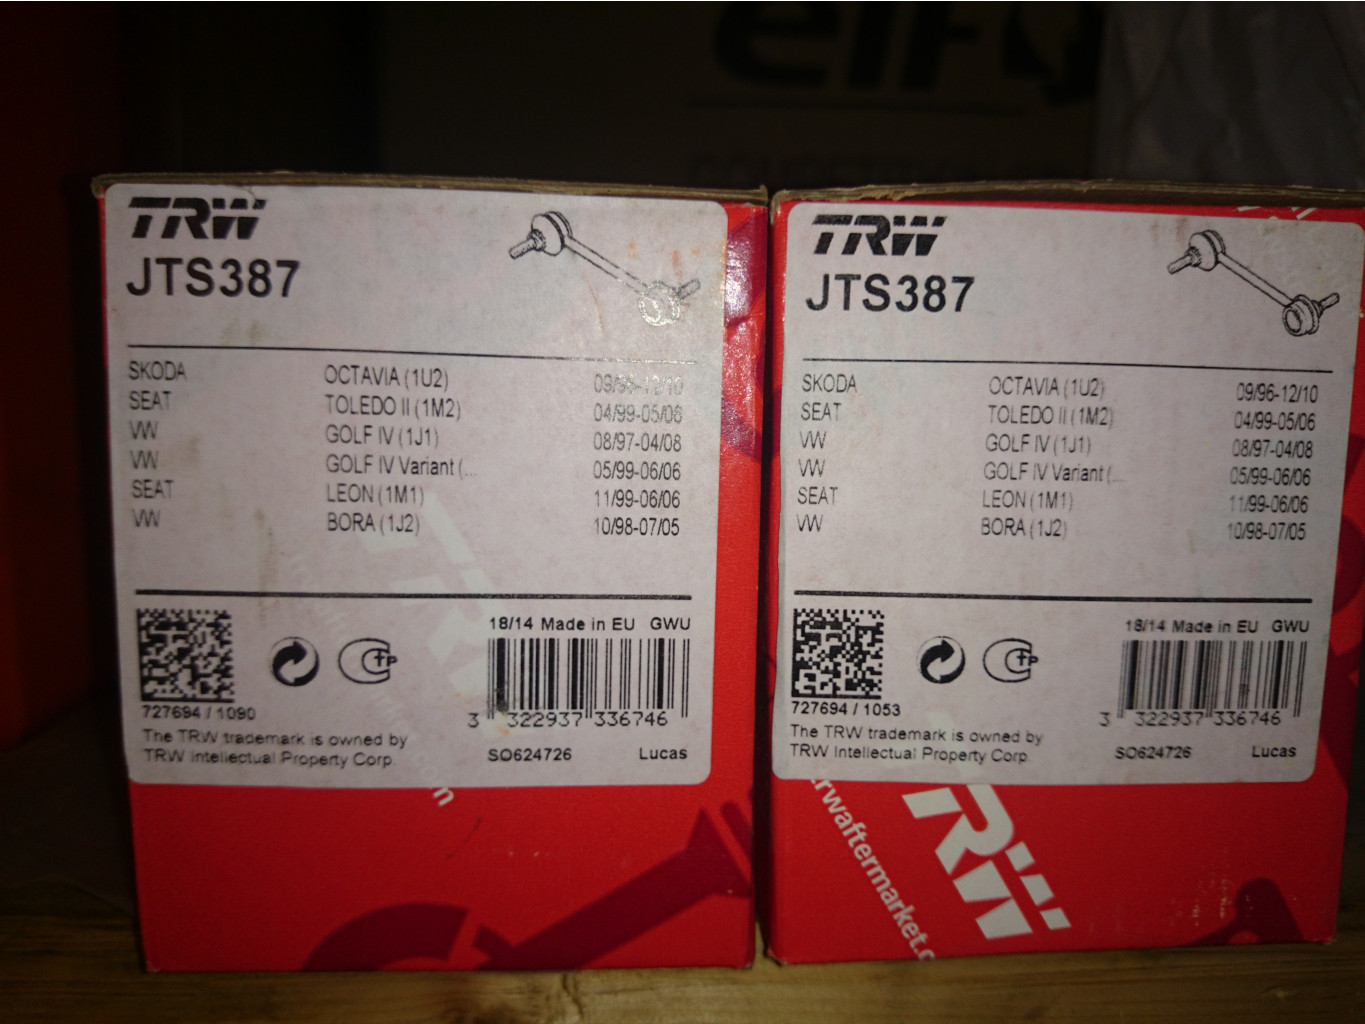 elf
TRW
JTS387
SKODA OCTAVIA (1U2) 09/96-12/10
SEAT TOLEDO II (1M2) 04/99-05/06
VW GOLF IV (1J1) 08/97-04/08
VW GOLF IV Variant (... 05/99-06/06
SEAT LEON (1M1) 11/99-06/06
VW BORA (1J2) 10/98-07/05
18/14 Made in EU GWU
727694 / 1090
3 322937 336746
The TRW trademark is owned by
TRW Intellectual Property Corp.
SO624726 Lucas
TRW
JTS387
SKODA OCTAVIA (1U2) 09/96-12/10
SEAT TOLEDO II (1M2) 04/99-05/06
VW GOLF IV (1J1) 08/97-04/08
VW GOLF IV Variant (... 05/99-06/06
SEAT LEON (1M1) 11/99-06/06
VW BORA (1J2) 10/98-07/05
18/14 Made in EU GWU
727694 / 1053
3 322937 336746
The TRW trademark is owned by
TRW Intellectual Property Corp
SO624726 Lucas
rwaftermarket.c
TRW